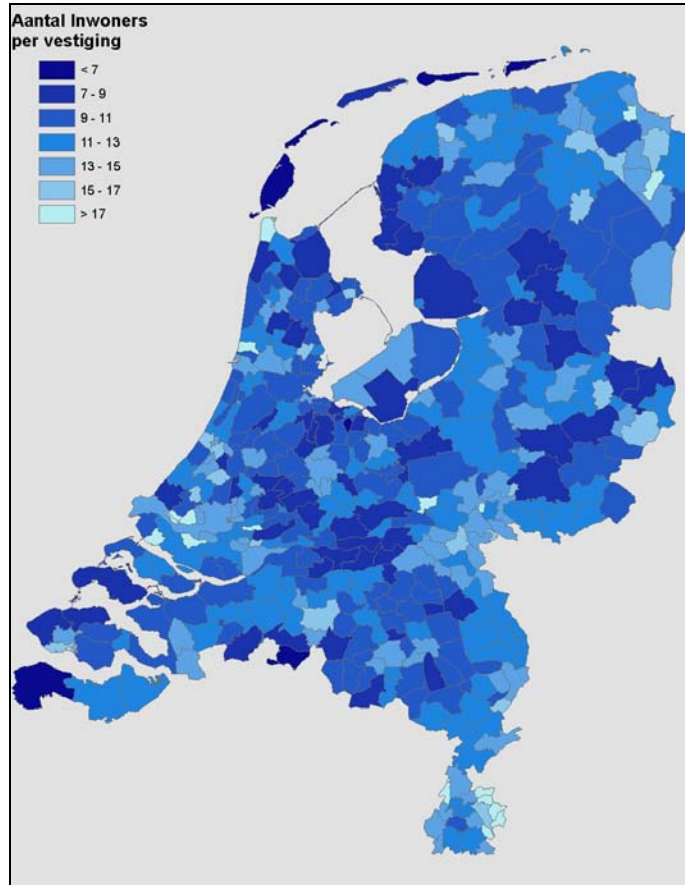 Aantal Inwoners
per vestiging
< 7
7 - 9
9 - 11
11 - 13
13 - 15
15 - 17
> 17